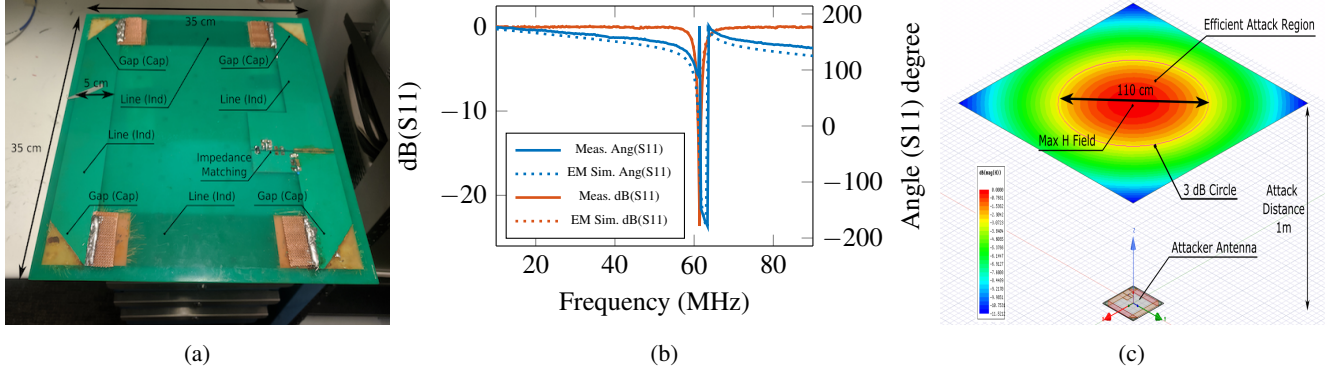 35 cm
Gap (Cap)
Gap (Cap)
5 cm
Line (Ind)
Line (Ind)
Line (Ind)
35 cm
Impedance
Matching
Gap (Cap)
Line (Ind)
Gap (Cap)
(a)
0
−10
−20
dB(S11)
200
100
0
−100
−200
Angle (S11) degree
Meas. Ang(S11)
EM Sim. Ang(S11)
Meas. dB(S11)
EM Sim. dB(S11)
20
40
60
80
Frequency (MHz)
(b)
Efficient Attack Region
110 cm
Max H Field
3 dB Circle
Attack
Distance
1m
Attacker Antenna
Z
(c)